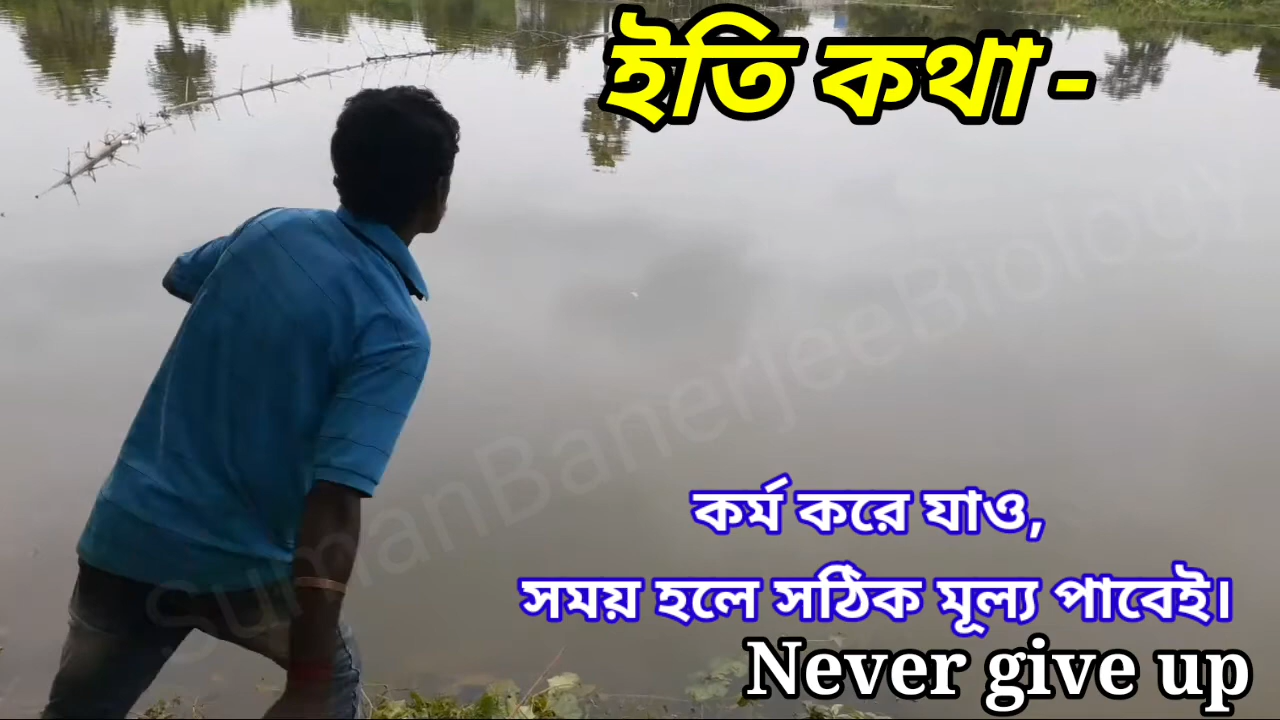 ইতি কথা -
SumanBanerjeeBiology
কর্ম করে যাও,
সময় হলে সঠিক মূল্য পাবেই।
Never give up